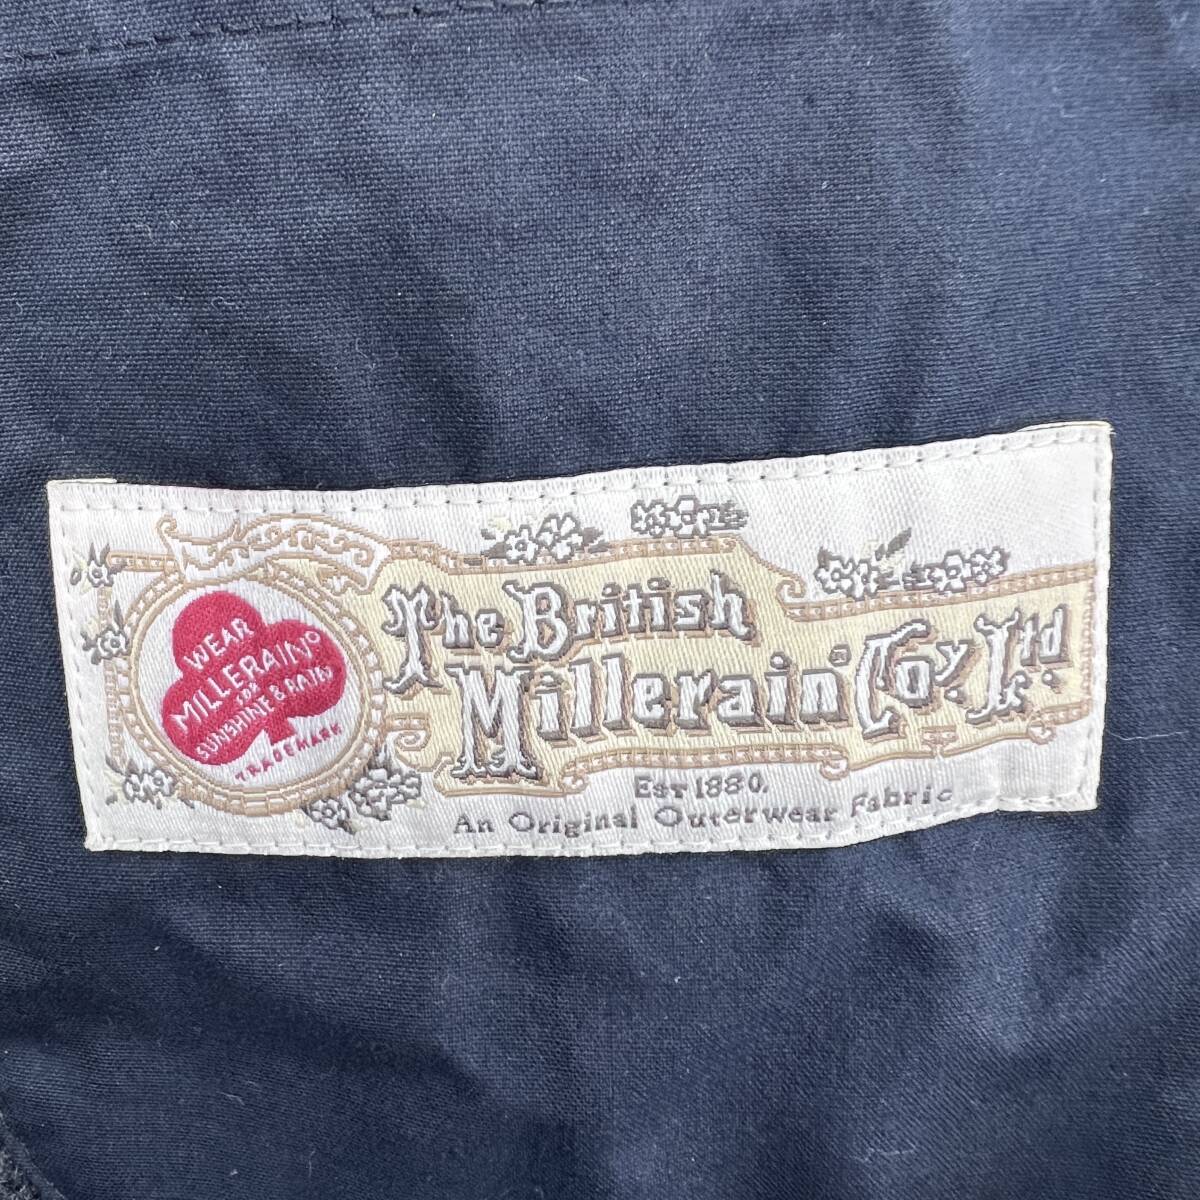 WEAR
MILLERAIN®
FOR
SUNSHINE & RAIN
TRADEMARK
The British
Millerain® Coy. Ltd
Est 1880.
An Original Outerwear Fabric